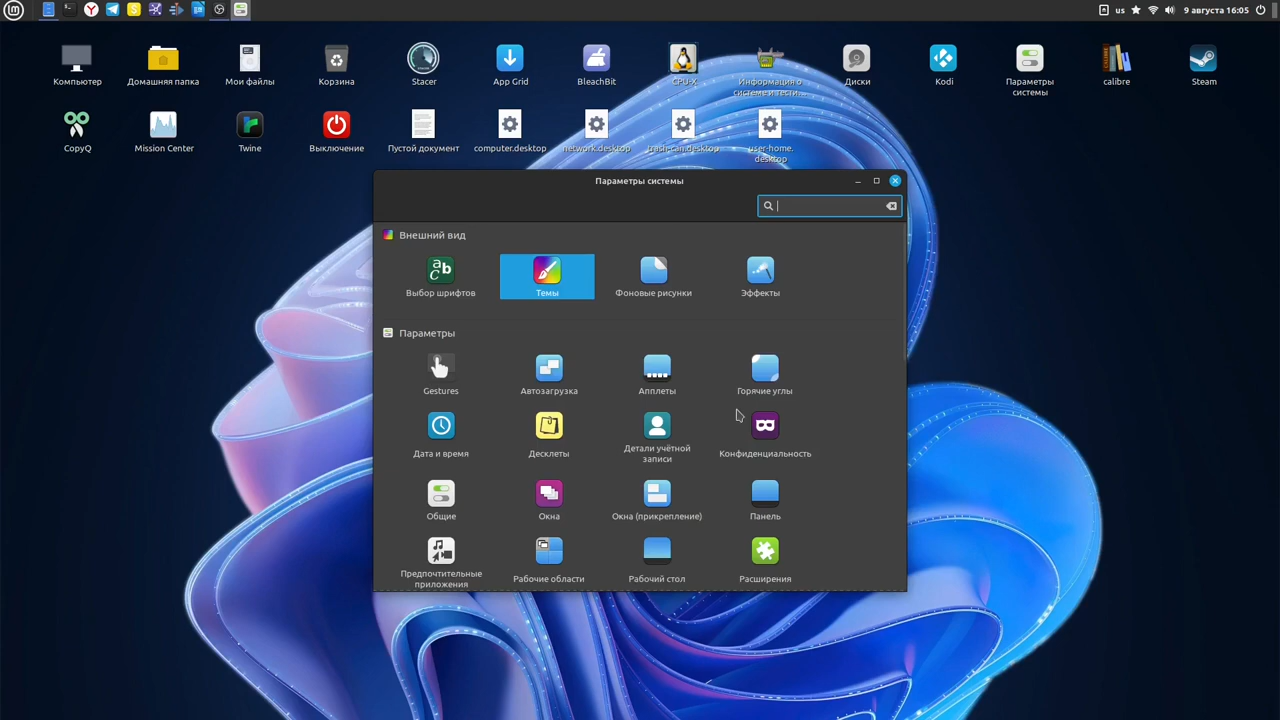 us
9 августа 16:05
Компьютер
Домашняя папка
Мои файлы
Корзина
Stacer
App Grid
BleachBit
CPU-X
Информация о
системе и тести...
Диски
Kodi
Параметры
системы
calibre
Steam
CopyQ
Mission Center
Twine
Выключение
Пустой документ
computer.desktop
network.desktop
trash-can.desktop
user-home.
desktop
Параметры системы
Внешний вид
Выбор шрифтов
Темы
Фоновые рисунки
Эффекты
Параметры
Gestures
Автозагрузка
Апплеты
Горячие углы
Дата и время
Десклеты
Детали учётной
записи
Конфиденциальность
Общие
Окна
Окна (прикрепление)
Панель
Предпочтительные
приложения
Рабочие области
Рабочий стол
Расширения